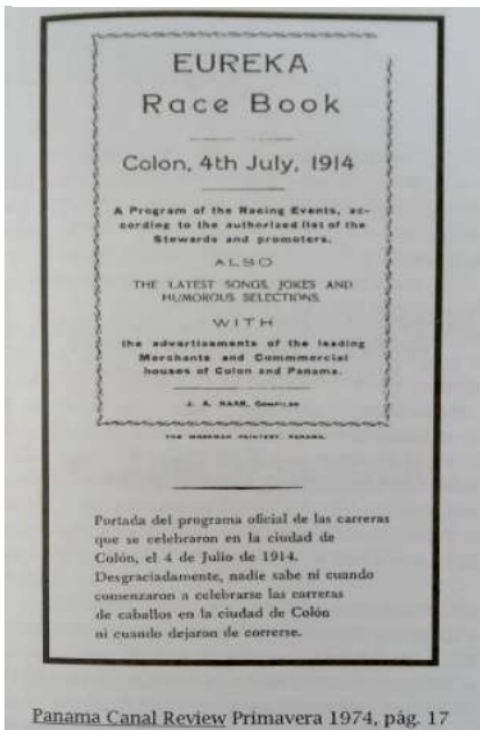 EUREKA
Race Book
Colon, 4th July, 1914
A Program of the Racing Events, ac-
cording to the authorized list of the
Stewards and promoters.
ALSO
THE LATEST SONGS, JOKES AND
HUMOROUS SELECTIONS.
WITH
the advertisements of the leading
Merchants and Commmercial
houses of Colon and Panama.
J. A. Compiler
THE PRINTERY, PANAMA.
Portada del programa oficial de las carreras
que se celebraron en la ciudad de
Colón, el 4 de Julio de 1914.
Desgraciadamente, nadie sabe ni cuando
comenzaron a celebrarse las carreras
de caballos en la ciudad de Colón
ni cuando dejaron de correrse.
Panama Canal Review Primavera 1974, pág. 17